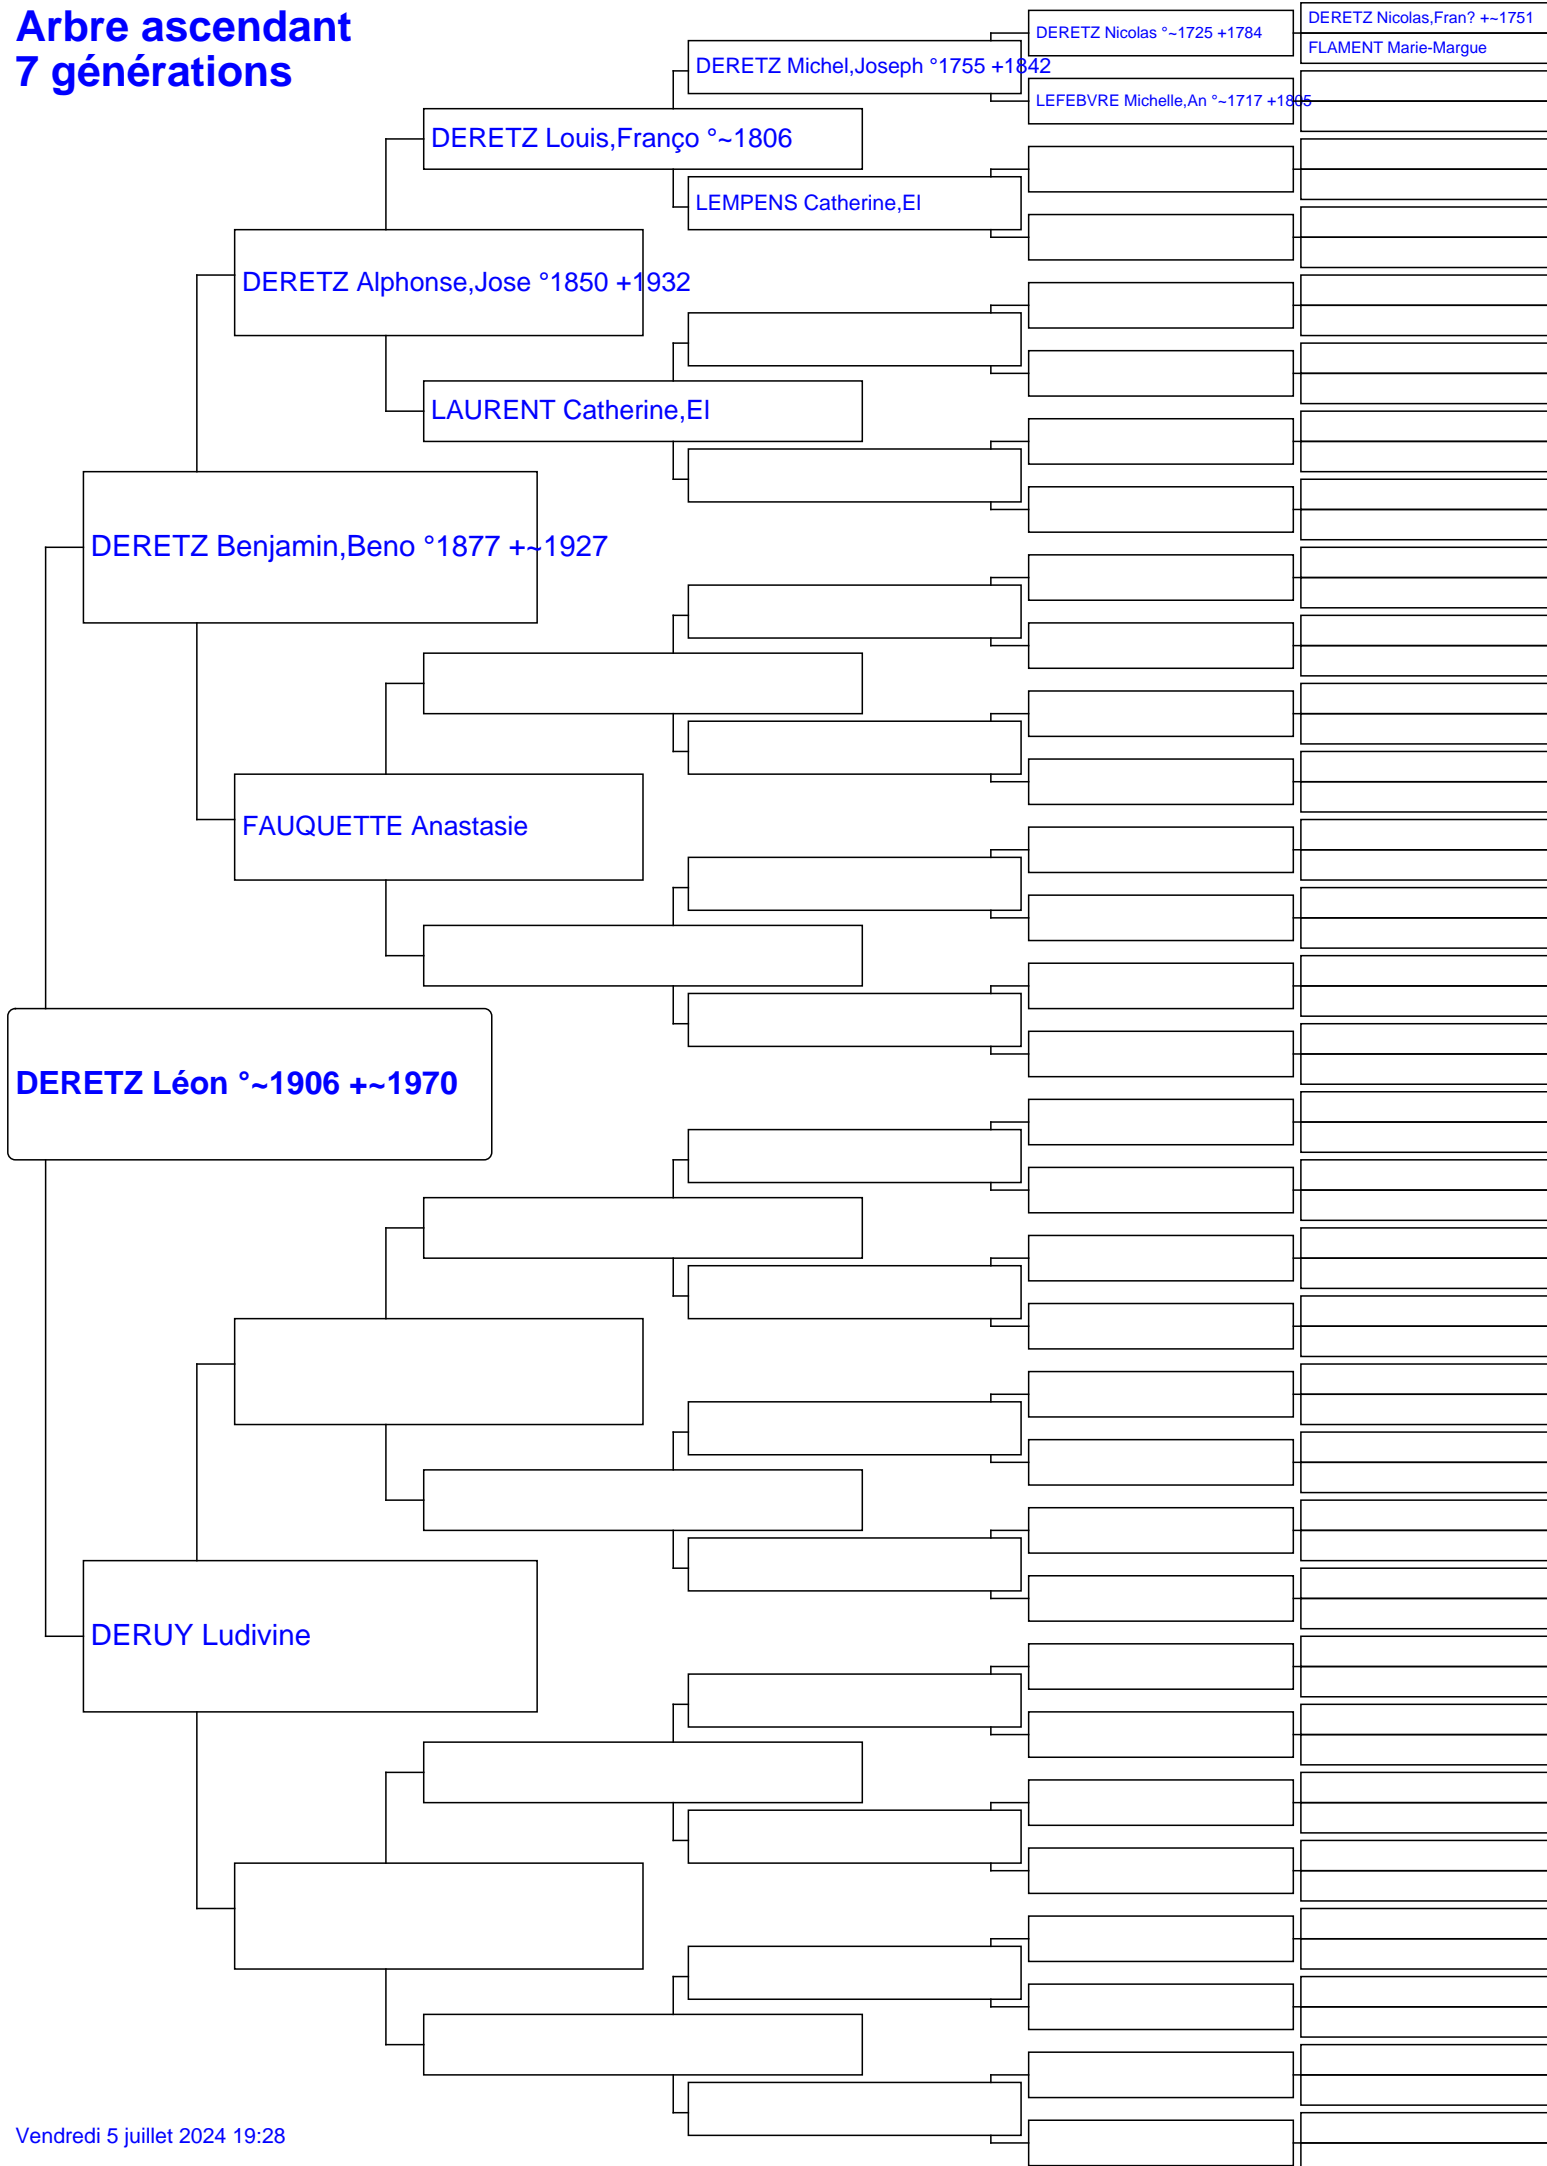 Arbre ascendant
7 générations
DERETZ Nicolas,Fran? +~1751
DERETZ Nicolas °~1725 +1784
FLAMENT Marie-Margue
DERETZ Michel,Joseph °1755 +1842
LEFEBVRE Michelle,An °~1717 +1805
DERETZ Louis,Franço °~1806
LEMPENS Catherine,El
DERETZ Alphonse,Jose °1850 +1932
LAURENT Catherine,El
DERETZ Benjamin,Beno °1877 +~1927
FAUQUETTE Anastasie
DERETZ Léon °~1906 +~1970
DERUY Ludivine
Vendredi 5 juillet 2024 19:28